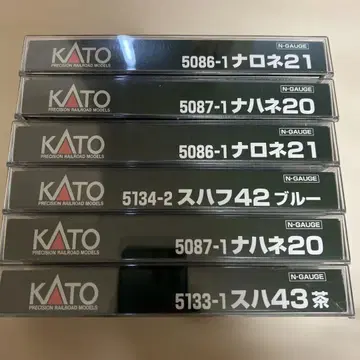 KATO
PRECISION RAILROAD MODELS
N-GAUGE
5086-1 ナロネ21
KATO
PRECISION RAILROAD MODELS
N-GAUGE
5087-1 ナハネ20
KATO
PRECISION RAILROAD MODELS
N-GAUGE
5086-1 ナロネ21
KATO
PRECISION RAILROAD MODELS
N-GAUGE
5134-2 スハフ42 ブルー
KATO
PRECISION RAILROAD MODELS
N-GAUGE
5087-1 ナハネ20
KATO
PRECISION RAILROAD MODELS
N-GAUGE
5133-1 スハ43 茶